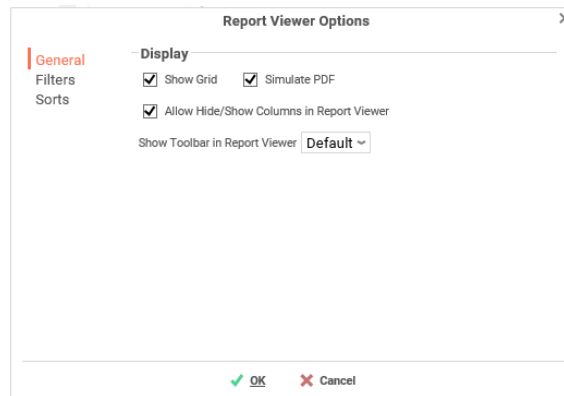 Report Viewer Options
General
Filters
Sorts
Display
Show Grid Simulate PDF
Allow Hide/Show Columns in Report Viewer
Show Toolbar in Report Viewer Default
OK Cancel